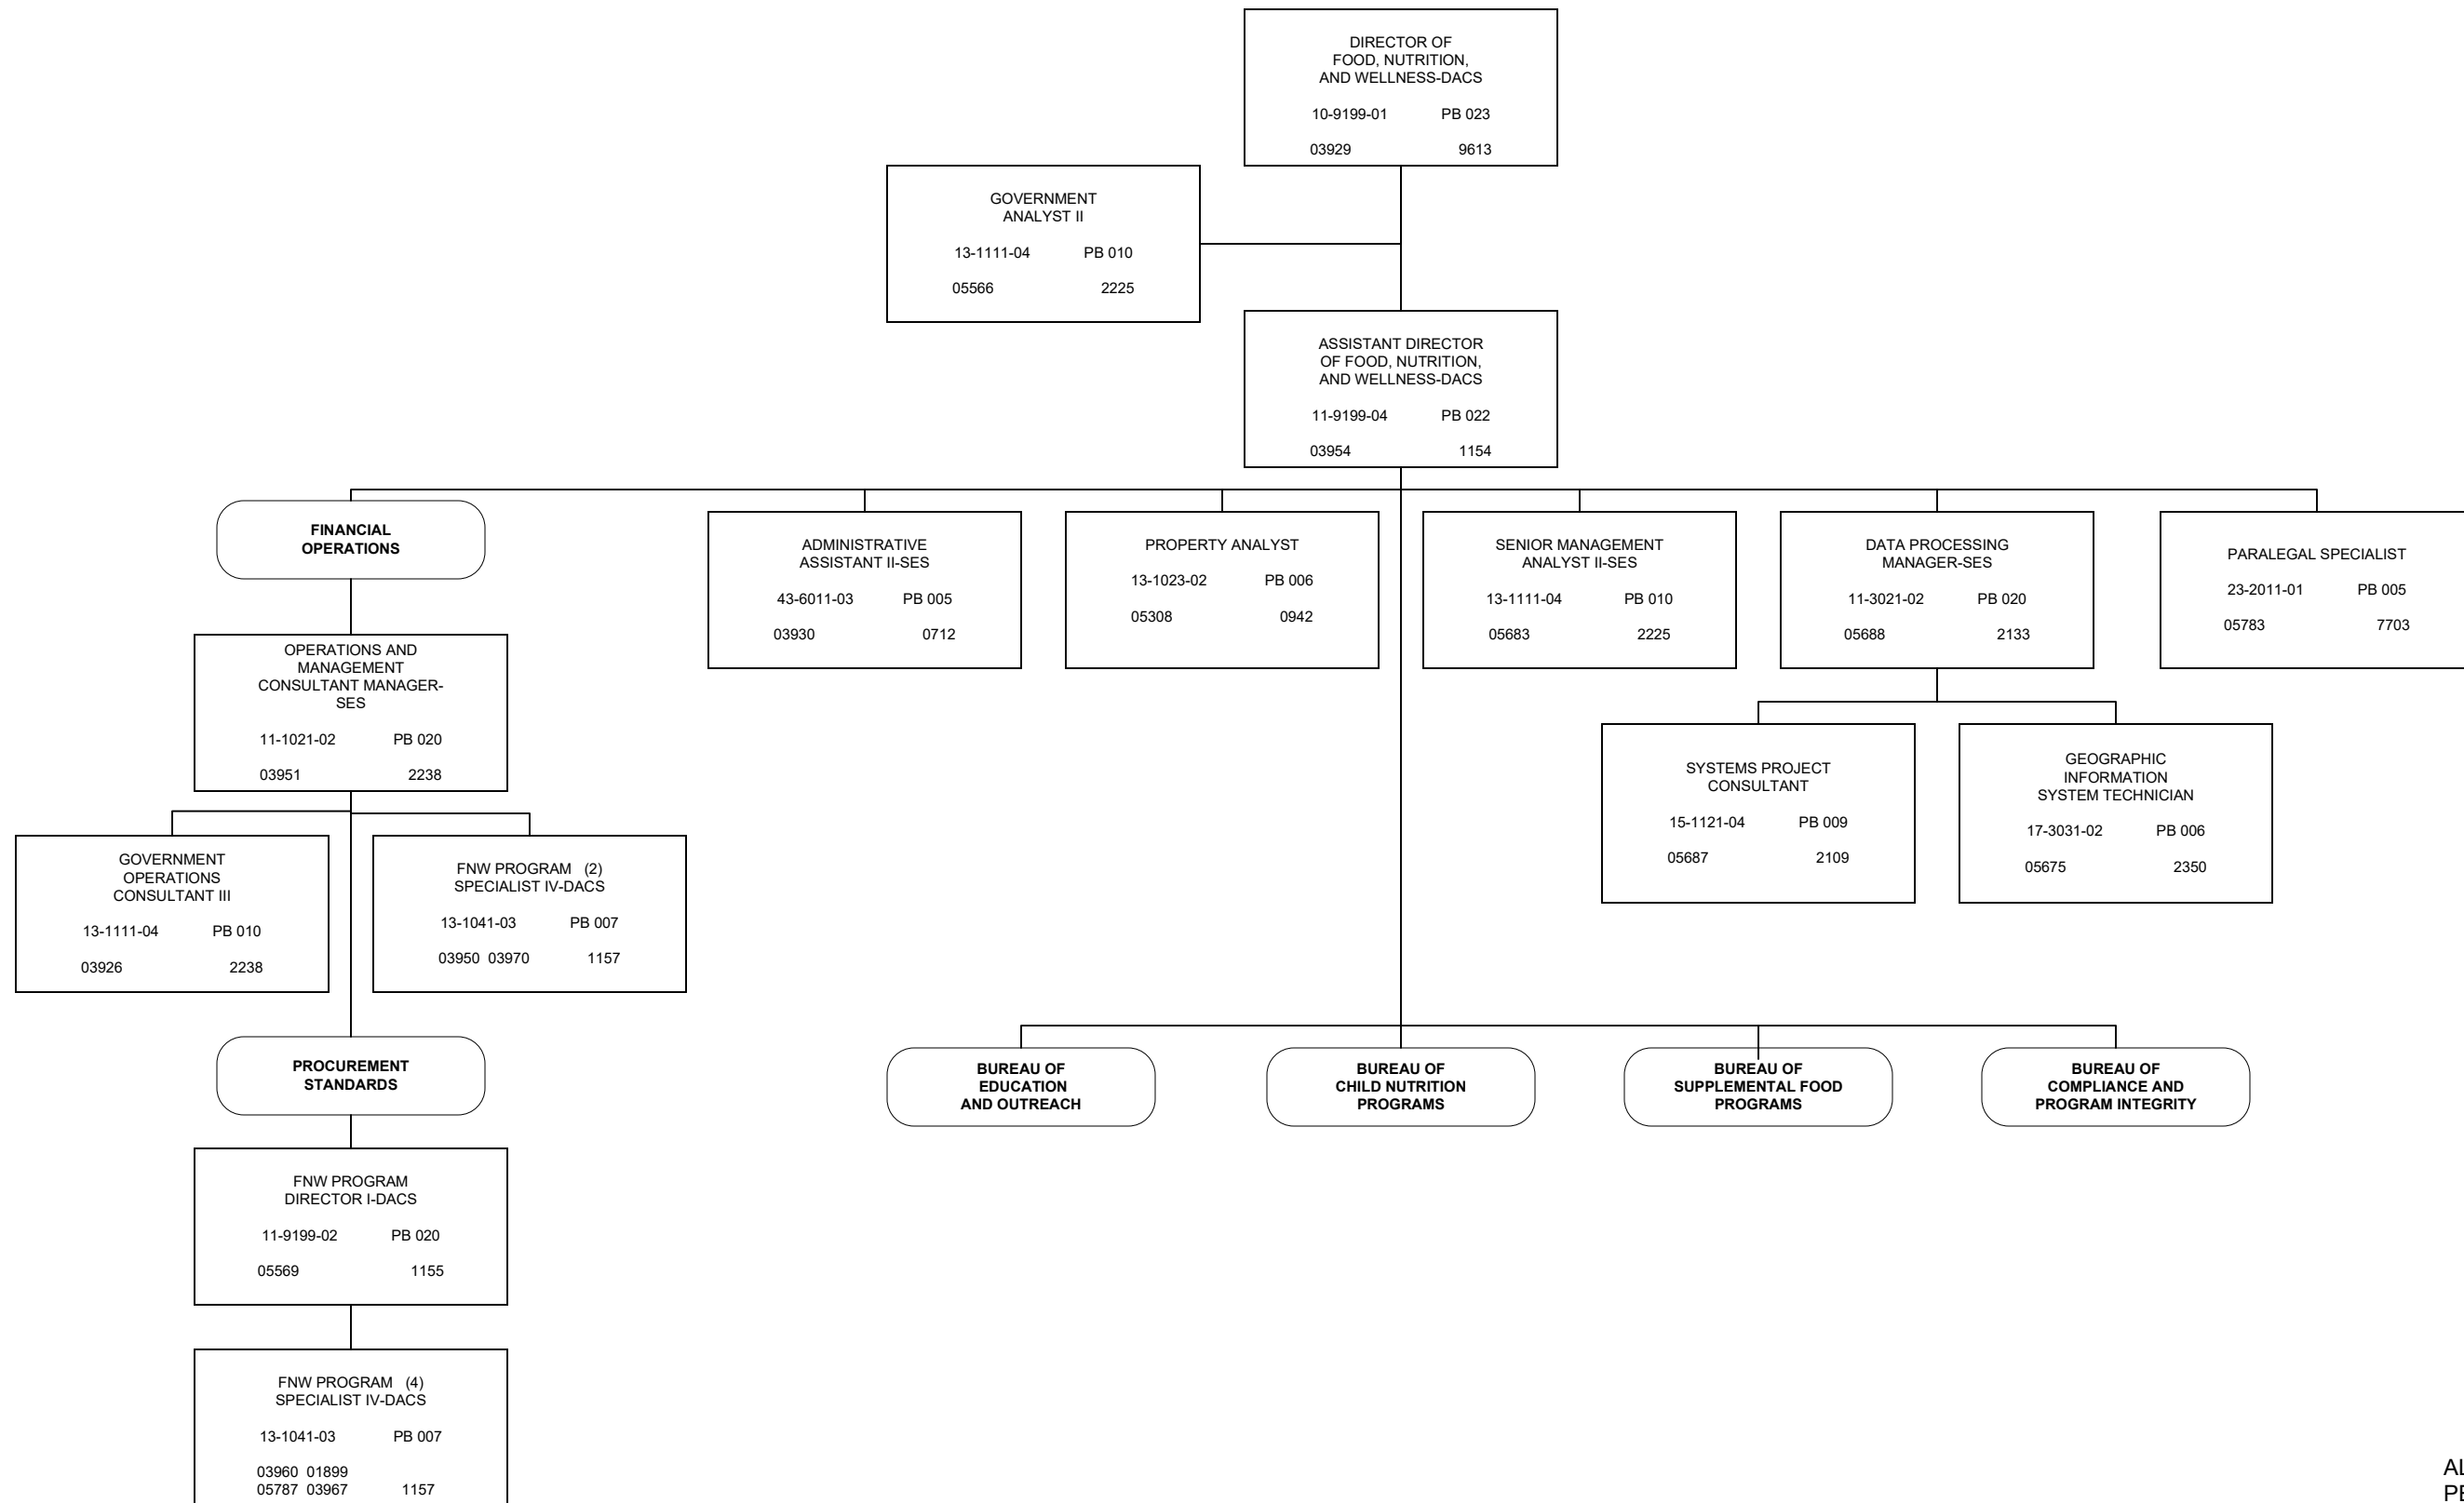 DIRECTOR OF
FOOD, NUTRITION,
AND WELLNESS-DACS
10-9199-01 PB 023
03929 9613
GOVERNMENT
ANALYST II
13-1111-04 PB 010
05566 2225
ASSISTANT DIRECTOR
OF FOOD, NUTRITION,
AND WELLNESS-DACS
11-9199-04 PB 022
03954 1154
FINANCIAL
OPERATIONS
ADMINISTRATIVE
ASSISTANT II-SES
43-6011-03 PB 005
03930 0712
PROPERTY ANALYST
13-1023-02 PB 006
05308 0942
SENIOR MANAGEMENT
ANALYST II-SES
13-1111-04 PB 010
05683 2225
DATA PROCESSING
MANAGER-SES
11-3021-02 PB 020
05688 2133
PARALEGAL SPECIALIST
23-2011-01 PB 005
05783 7703
OPERATIONS AND
MANAGEMENT
CONSULTANT MANAGER-
SES
11-1021-02 PB 020
03951 2238
SYSTEMS PROJECT
CONSULTANT
15-1121-04 PB 009
05687 2109
GEOGRAPHIC
INFORMATION
SYSTEM TECHNICIAN
17-3031-02 PB 006
05675 2350
GOVERNMENT
OPERATIONS
CONSULTANT III
13-1111-04 PB 010
03926 2238
FNW PROGRAM (2)
SPECIALIST IV-DACS
13-1041-03 PB 007
03950 03970 1157
PROCUREMENT
STANDARDS
BUREAU OF
EDUCATION
AND OUTREACH
BUREAU OF
CHILD NUTRITION
PROGRAMS
BUREAU OF
SUPPLEMENTAL FOOD
PROGRAMS
BUREAU OF
COMPLIANCE AND
PROGRAM INTEGRITY
FNW PROGRAM
DIRECTOR I-DACS
11-9199-02 PB 020
05569 1155
FNW PROGRAM (4)
SPECIALIST IV-DACS
13-1041-03 PB 007
03960 01899
05787 03967 1157